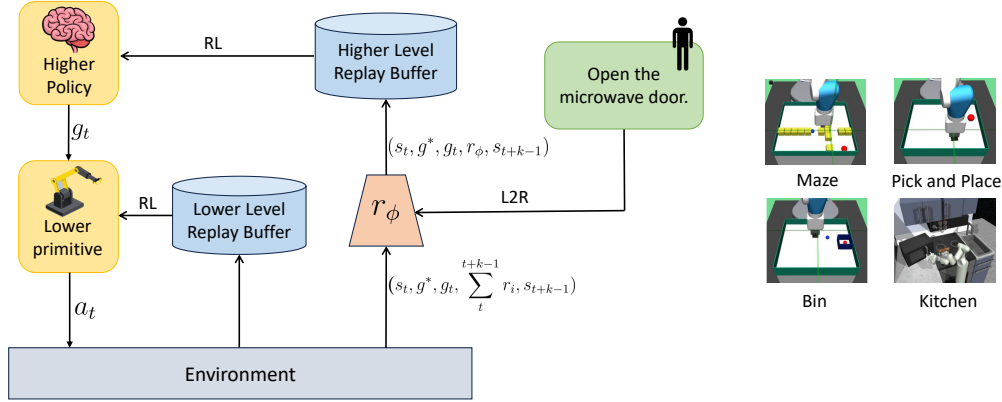 Higher
Policy
RL
Higher Level
Replay Buffer
Open the
microwave door.
g_t
(s_t, g^*, g_t, r_ϕ, s_{t+k-1})
Lower
primitive
RL
Lower Level
Replay Buffer
r_ϕ
L2R
(s_t, g^*, g_t, \sum_t^{t+k-1} r_i, s_{t+k-1})
a_t
Environment
Maze
Pick and Place
Bin
Kitchen